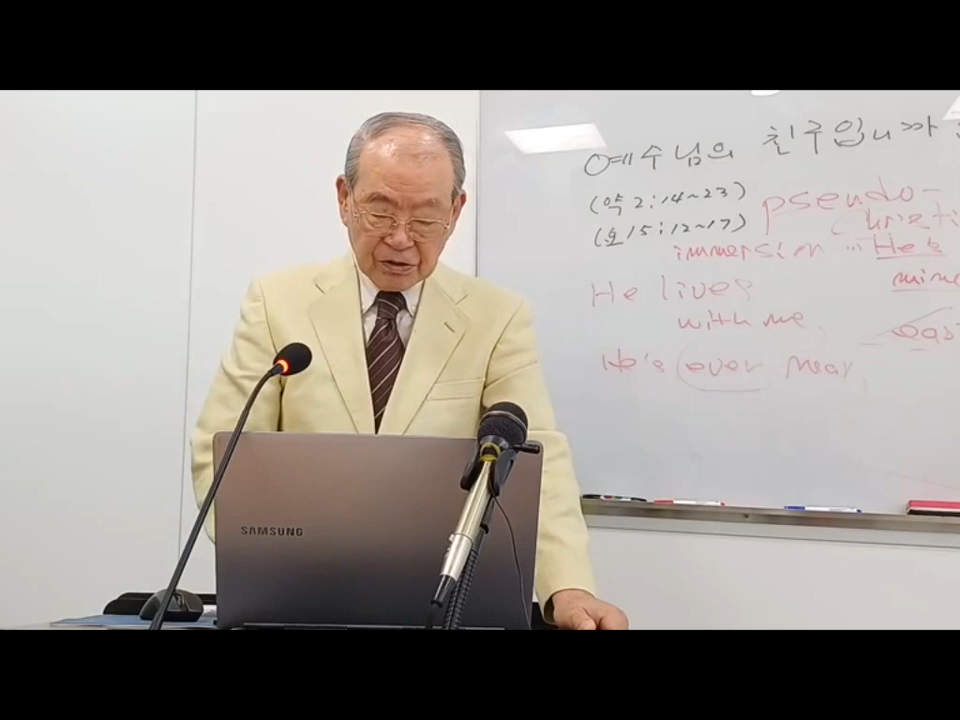 예수님의 친구입니까
(약 2:14~23)
(요 15:12~17)
pseudo-
immersion ... He's
He lives
with me
He's ever near
SAMSUNG